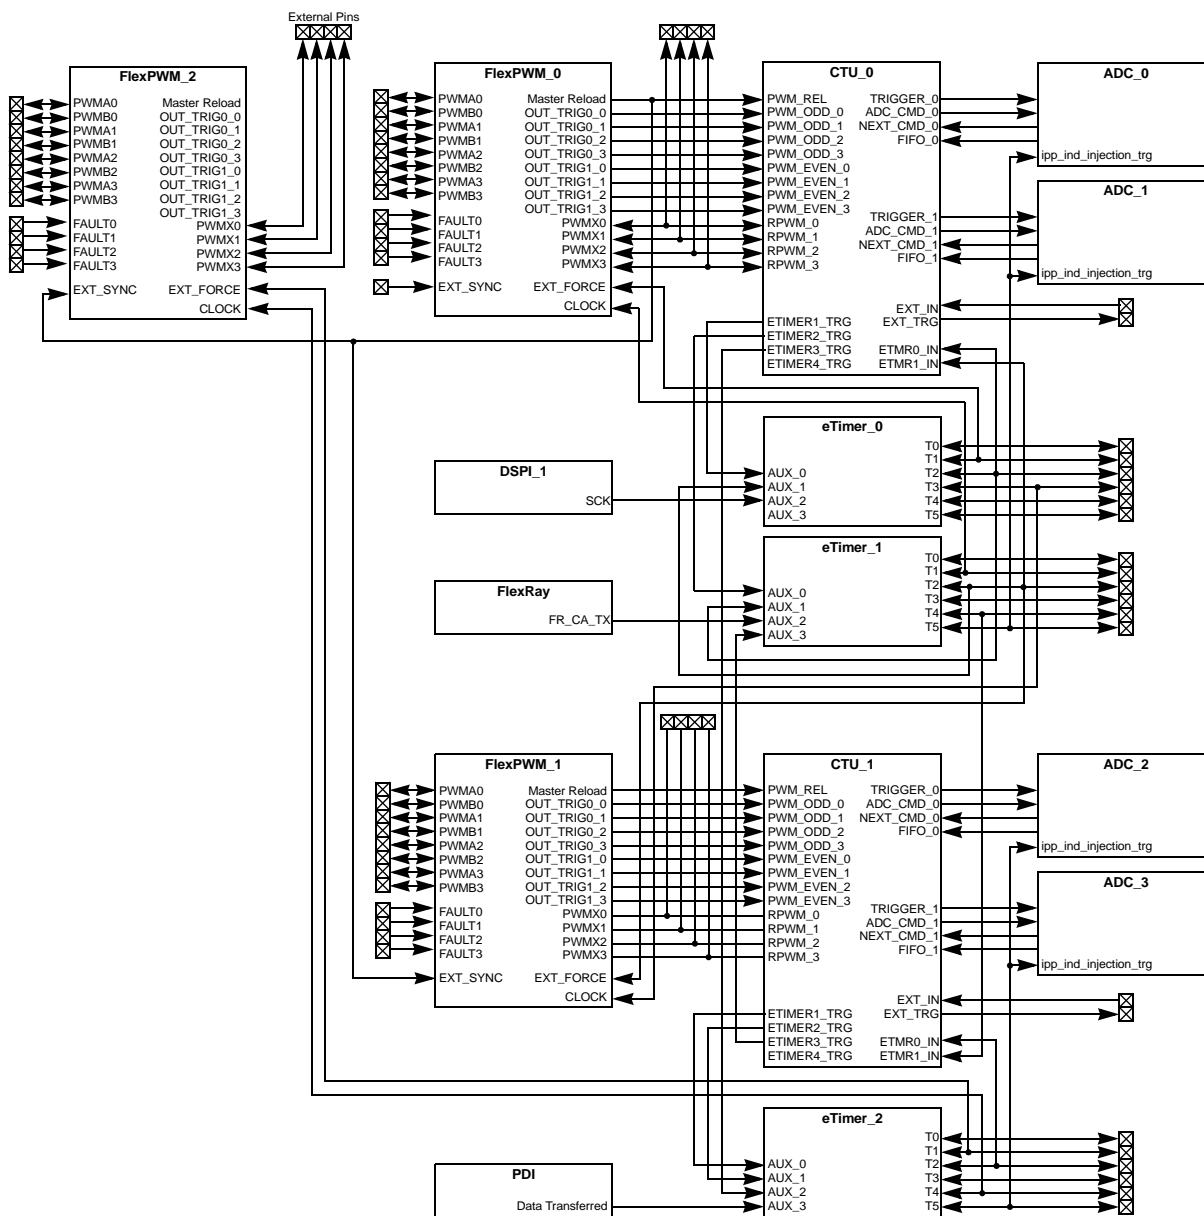 External Pins
FlexPWM_2
PWMA0
PWMB0
PWMA1
PWMB1
PWMA2
PWMB2
PWMA3
PWMB3
FAULT0
FAULT1
FAULT2
FAULT3
EXT_SYNC
Master Reload
OUT_TRIG0_0
OUT_TRIG0_1
OUT_TRIG0_2
OUT_TRIG0_3
OUT_TRIG1_0
OUT_TRIG1_1
OUT_TRIG1_2
OUT_TRIG1_3
PWMX0
PWMX1
PWMX2
PWMX3
EXT_FORCE
CLOCK
FlexPWM_0
PWMA0
PWMB0
PWMA1
PWMB1
PWMA2
PWMB2
PWMA3
PWMB3
FAULT0
FAULT1
FAULT2
FAULT3
EXT_SYNC
Master Reload
OUT_TRIG0_0
OUT_TRIG0_1
OUT_TRIG0_2
OUT_TRIG0_3
OUT_TRIG1_0
OUT_TRIG1_1
OUT_TRIG1_2
OUT_TRIG1_3
PWMX0
PWMX1
PWMX2
PWMX3
EXT_FORCE
CLOCK
CTU_0
PWM_REL
PWM_ODD_0
PWM_ODD_1
PWM_ODD_2
PWM_ODD_3
PWM_EVEN_0
PWM_EVEN_1
PWM_EVEN_2
PWM_EVEN_3
RPWM_0
RPWM_1
RPWM_2
RPWM_3
ETIMER1_TRG
ETIMER2_TRG
ETIMER3_TRG
ETIMER4_TRG
TRIGGER_0
ADC_CMD_0
NEXT_CMD_0
FIFO_0
TRIGGER_1
ADC_CMD_1
NEXT_CMD_1
FIFO_1
EXT_IN
EXT_TRG
ETMR0_IN
ETMR1_IN
ADC_0
ipp_ind_injection_trg
ADC_1
ipp_ind_injection_trg
DSPI_1
SCK
eTimer_0
AUX_0
AUX_1
AUX_2
AUX_3
T0
T1
T2
T3
T4
T5
FlexRay
FR_CA_TX
eTimer_1
AUX_0
AUX_1
AUX_2
AUX_3
T0
T1
T2
T3
T4
T5
FlexPWM_1
PWMA0
PWMB0
PWMA1
PWMB1
PWMA2
PWMB2
PWMA3
PWMB3
FAULT0
FAULT1
FAULT2
FAULT3
EXT_SYNC
Master Reload
OUT_TRIG0_0
OUT_TRIG0_1
OUT_TRIG0_2
OUT_TRIG0_3
OUT_TRIG1_0
OUT_TRIG1_1
OUT_TRIG1_2
OUT_TRIG1_3
PWMX0
PWMX1
PWMX2
PWMX3
EXT_FORCE
CLOCK
CTU_1
PWM_REL
PWM_ODD_0
PWM_ODD_1
PWM_ODD_2
PWM_ODD_3
PWM_EVEN_0
PWM_EVEN_1
PWM_EVEN_2
PWM_EVEN_3
RPWM_0
RPWM_1
RPWM_2
RPWM_3
ETIMER1_TRG
ETIMER2_TRG
ETIMER3_TRG
ETIMER4_TRG
TRIGGER_0
ADC_CMD_0
NEXT_CMD_0
FIFO_0
TRIGGER_1
ADC_CMD_1
NEXT_CMD_1
FIFO_1
EXT_IN
EXT_TRG
ETMR0_IN
ETMR1_IN
ADC_2
ipp_ind_injection_trg
ADC_3
ipp_ind_injection_trg
PDI
Data Transferred
eTimer_2
AUX_0
AUX_1
AUX_2
AUX_3
T0
T1
T2
T3
T4
T5